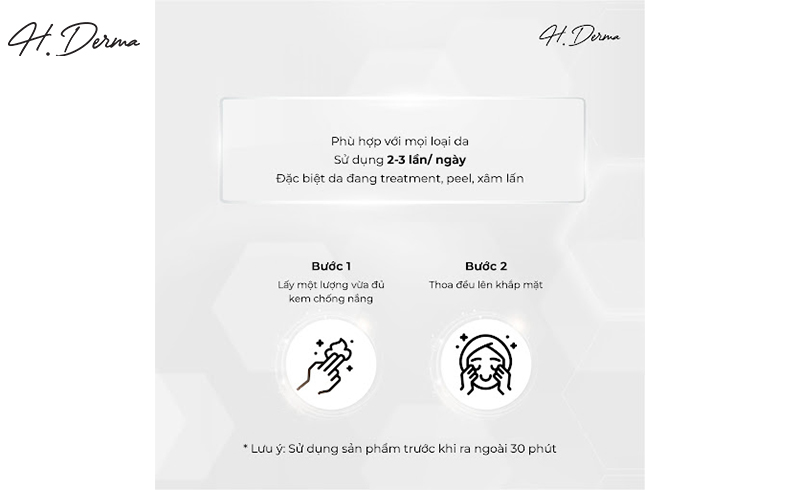 H. Derma
H. Derma
Phù hợp với mọi loại da
Sử dụng 2-3 lần/ ngày
Đặc biệt da đang treatment, peel, xâm lấn
Bước 1
Lấy một lượng vừa đủ
kem chống nắng
Bước 2
Thoa đều lên khắp mặt
* Lưu ý: Sử dụng sản phẩm trước khi ra ngoài 30 phút